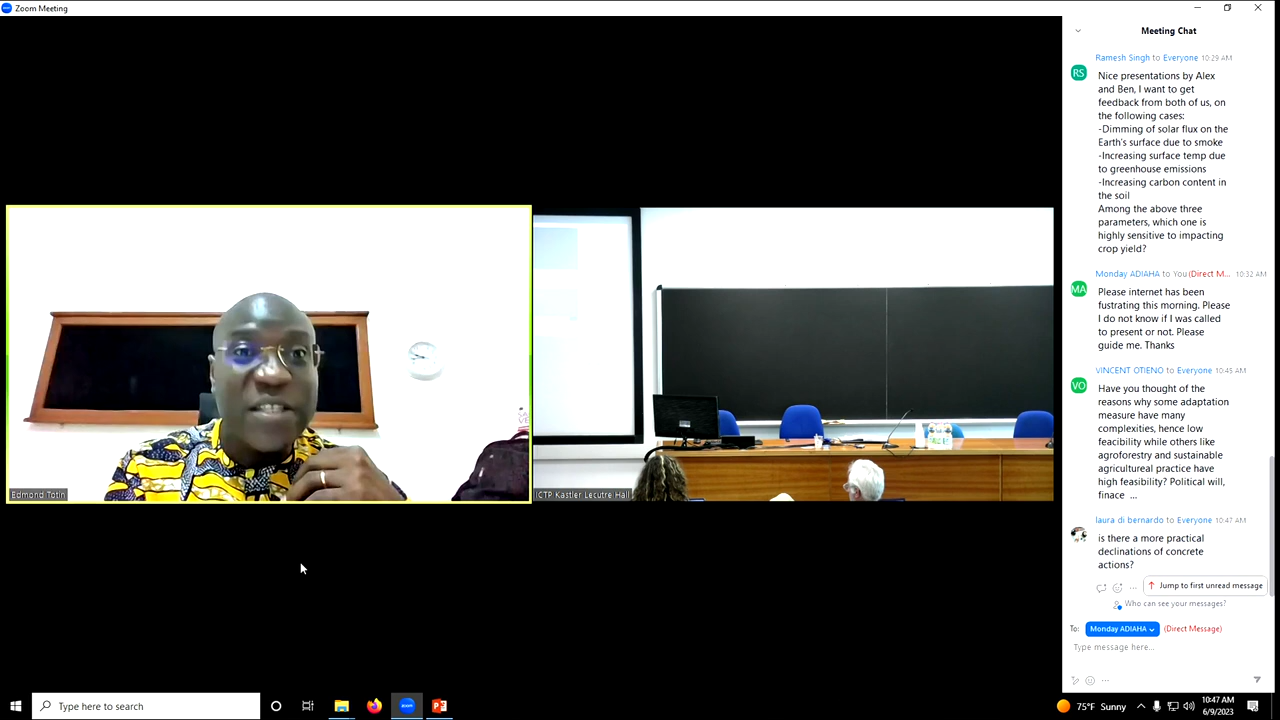 Zoom Meeting
Meeting Chat
Ramesh Singh to Everyone 10:29 AM
RS
Nice presentations by Alex
and Ben, I want to get
feedback from both of us, on
the following cases:
-Dimming of solar flux on the
Earth's surface due to smoke
-Increasing surface temp due
to greenhouse emissions
-Increasing carbon content in
the soil
Among the above three
parameters, which one is
highly sensitive to impacting
crop yield?
Monday ADIAHA to You (Direct M... 10:32 AM
MA
Please internet has been
fustrating this morning. Please
I do not know if I was called
to present or not. Please
guide me. Thanks
VINCENT OTIENO to Everyone 10:45 AM
VO
Have you thought of the
reasons why some adaptation
measure have many
complexities, hence low
feacibility while others like
agroforestry and sustainable
agricultureal practice have
high feasibility? Political will,
finace ...
laura di bernardo to Everyone 10:47 AM
is there a more practical
declinations of concrete
actions?
Jump to first unread message
Who can see your messages?
To: Monday ADIAHA (Direct Message)
Type message here...
Edmond Totin
ICTP Kastler Lecutre Hall
Type here to search
75°F Sunny
10:47 AM
6/9/2023